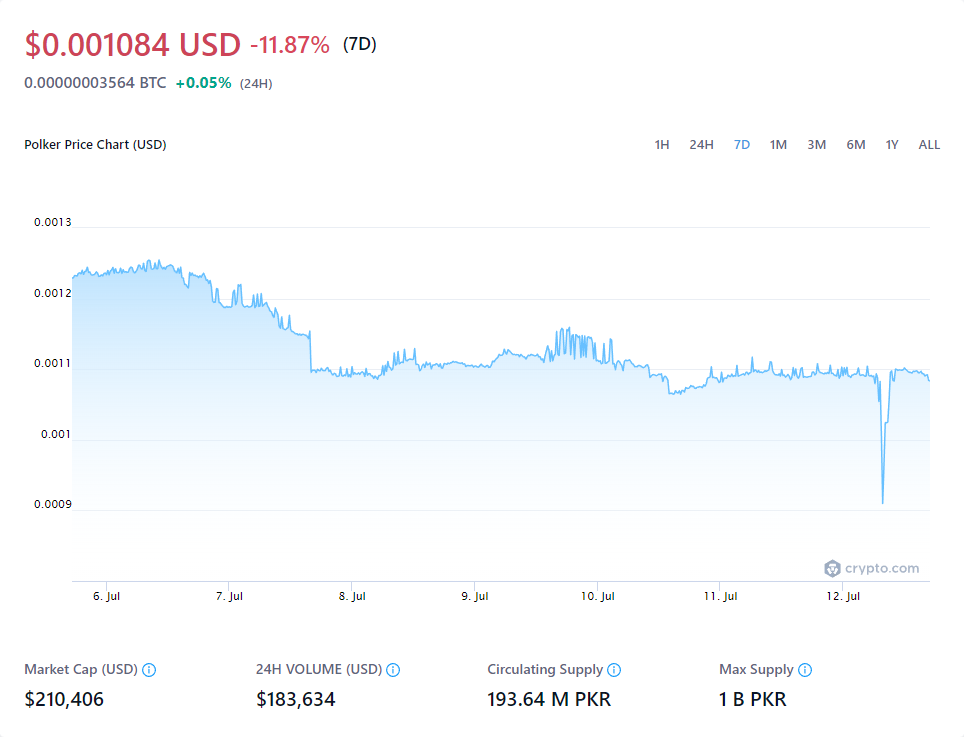 $0.001084 USD -11.87% (7D)
0.00000003564 BTC +0.05% (24H)
Polker Price Chart (USD)
1H 24H 7D 1M 3M 6M 1Y ALL
0.0013
0.0012
0.0011
0.001
0.0009
crypto.com
6. Jul 7. Jul 8. Jul 9. Jul 10. Jul 11. Jul 12. Jul
Market Cap (USD) 24H VOLUME (USD) Circulating Supply Max Supply
$210,406 $183,634 193.64 M PKR 1 B PKR